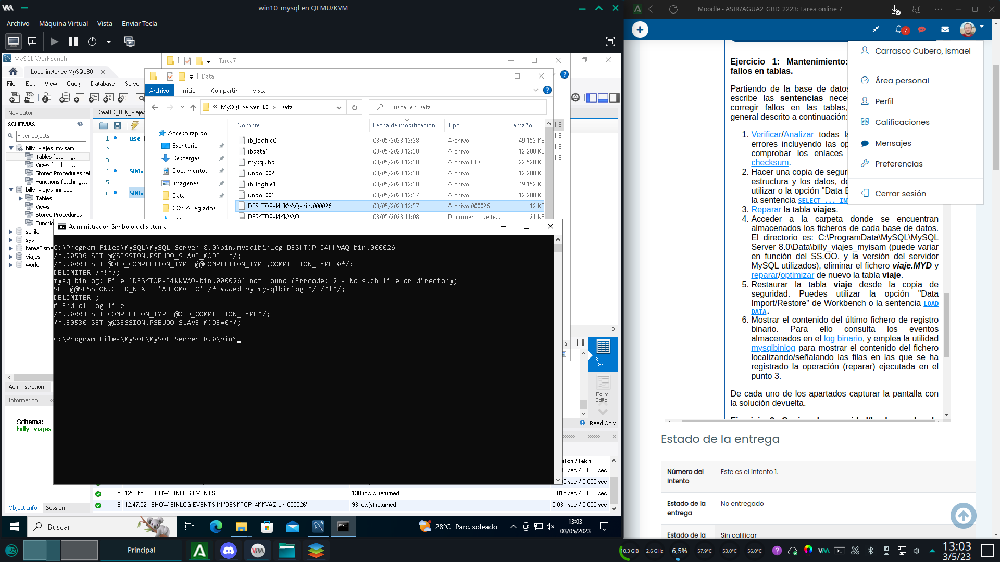 win10_mysql en QEMU/KVM
Archivo Máquina Virtual Vista Enviar Tecla
MySQL Workbench
Local instance MySQL80
File Edit View Query Database Server
Navigator
SCHEMAS
Filter objects
billy_viajes_myisam
Tables fetching...
Views fetching...
Stored Procedures fet
Functions fetching...
billy_viajes_innodb
Tables
Views
Stored Procedures
Functio
sakila
sys
tarea5isma
viajes
world
Administration
Information
Schema:
billy_viajes_
Object Info Session
CreaBD_Billy_viajes
1 use
2
3
4 SHOW
5
6 SHOW
Tarea7
Data
Archivo Inicio Compartir Vista
« MySQL Server 8.0 › Data
Buscar en Data
Nombre Fecha de modificación Tipo Tamaño
Acceso rápido
Escritorio
Descargas
Documentos
Imágenes
Data
CSV_Arreglados
ib_logfile0 03/05/2023 12:38 Archivo 49.152 KB
ibdata1 03/05/2023 12:38 Archivo 12.288 KB
mysql.ibd 03/05/2023 12:38 Archivo IBD 22.528 KB
undo_002 03/05/2023 12:38 Archivo 12.288 KB
ib_logfile1 03/05/2023 12:38 Archivo 49.152 KB
undo_001 03/05/2023 12:37 Archivo 12.288 KB
DESKTOP-I4KKVAQ-bin.000026 03/05/2023 12:37 Archivo 000026 12 KB
DESKTOP-I4KKVAQ 03/05/2023 11:08 Documento de te... 21 KB
KB
KB
KB
KB
Administrador: Símbolo del sistema
C:\Program Files\MySQL\MySQL Server 8.0\bin>mysqlbinlog DESKTOP-I4KKVAQ-bin.000026
/*!50530 SET @@SESSION.PSEUDO_SLAVE_MODE=1*/;
/*!50003 SET @OLD_COMPLETION_TYPE=@@COMPLETION_TYPE,COMPLETION_TYPE=0*/;
DELIMITER /*!*/;
mysqlbinlog: File 'DESKTOP-I4KKVAQ-bin.000026' not found (Errcode: 2 - No such file or directory)
SET @@SESSION.GTID_NEXT= 'AUTOMATIC' /* added by mysqlbinlog */ /*!*/;
DELIMITER ;
# End of log file
/*!50003 SET COMPLETION_TYPE=@OLD_COMPLETION_TYPE*/;
/*!50530 SET @@SESSION.PSEUDO_SLAVE_MODE=0*/;
C:\Program Files\MySQL\MySQL Server 8.0\bin>
Result Grid
Form Editor
Read Only
ation / Fetch
00 sec / 0.000 sec
0 sec / 0.000 sec
5 12:39:52 SHOW BINLOG EVENTS 130 row(s) returned 0.015 sec / 0.000 sec
6 12:47:52 SHOW BINLOG EVENTS IN 'DESKTOP-I4KKVAQ-bin.000026' 93 row(s) returned 0.031 sec / 0.000 sec
Buscar
28°C Parc. soleado
13:03
03/05/2023
Principal
10,3 GiB 2,6 GHz 6,5% 57,9°C 53,0°C 56,0°C
13:03
3/5/23
Moodle - ASIR/AGUA2_GBD_2223: Tarea online 7
7
Carrasco Cubero, Ismael
Área personal
Perfil
Calificaciones
Mensajes
Preferencias
Cerrar sesión
Ejercicio 1: Mantenimiento:
fallos en tablas.
Partiendo de la base de datos
escribe las sentencias nece
corregir fallos en las tablas,
general descrito a continuación:
1. Verificar/Analizar todas la
errores incluyendo las op
comprobar los enlaces
checksum.
2. Hacer una copia de segur
estructura y los datos, de
utilizar o la opción "Data E
la sentencia SELECT ... IN
3. Reparar la tabla viajes.
4. Acceder a la carpeta donde se encuentran
almacenados los ficheros de cada base de datos.
El directorio es: C:\ProgramData\MySQL\MySQL
Server 8.0\Data\billy_viajes_myisam (puede variar
en función del SS.OO. y la versión del servidor
MySQL utilizados), eliminar el fichero viaje.MYD y
reparar/optimizar de nuevo la tabla viaje.
5. Restaurar la tabla viaje desde la copia de
seguridad. Puedes utilizar la opción "Data
Import/Restore" de Workbench o la sentencia LOAD
DATA.
6. Mostrar el contenido del último fichero de registro
binario. Para ello consulta los eventos
almacenados en el log binario, y emplea la utilidad
mysqlbinlog para mostrar el contenido del fichero
localizando/señalando las filas en las que se ha
registrado la operación (reparar) ejecutada en el
punto 3.
De cada uno de los apartados capturar la pantalla con
la solución devuelta.
Estado de la entrega
Número del intento Este es el intento 1.
Estado de la entrega No entregado
Estado de la Sin calificar